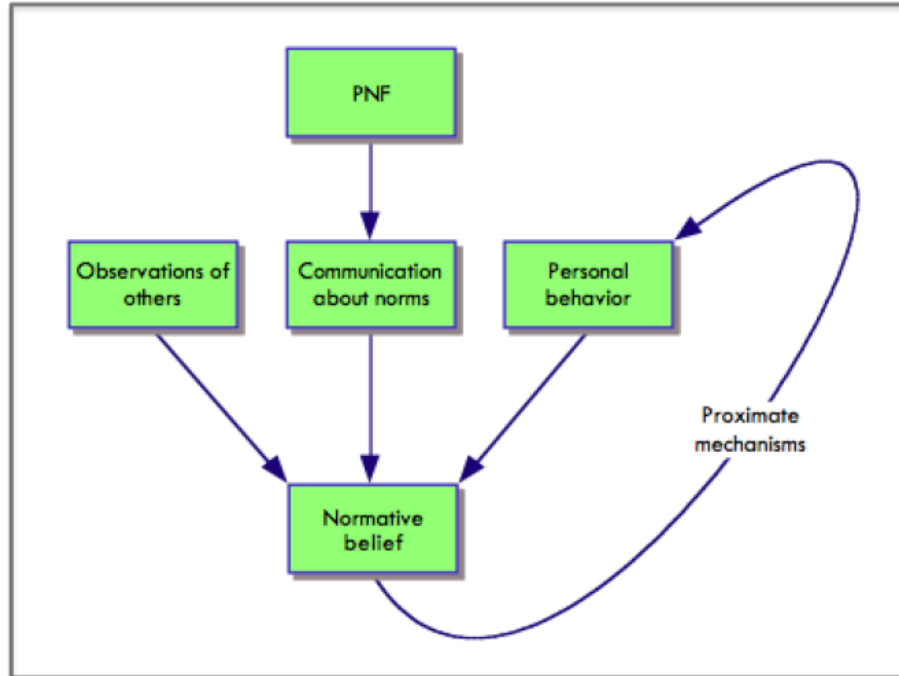 PNF
Observations of
others
Communication
about norms
Personal
behavior
Proximate
mechanisms
Normative
belief